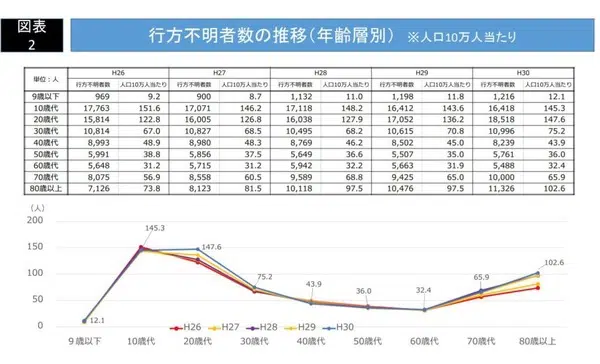 図表
2
行方不明者数の推移(年齢層別) ※人口10万人当たり
単位:人 H26 H27 H28 H29 H30
行方不明者数 人口10万人当たり 行方不明者数 人口10万人当たり 行方不明者数 人口10万人当たり 行方不明者数 人口10万人当たり 行方不明者数 人口10万人当たり
9歳以下 969 9.2 900 8.7 1,132 11.0 1,198 11.8 1,216 12.1
10歳代 17,763 151.6 17,071 146.2 17,118 148.2 16,412 143.6 16,418 145.3
20歳代 15,814 122.8 16,005 126.8 16,038 127.9 17,052 136.2 18,518 147.6
30歳代 10,814 67.0 10,827 68.5 10,495 68.2 10,615 70.8 10,996 75.2
40歳代 8,993 48.9 8,980 48.3 8,769 46.2 8,502 45.0 8,239 43.9
50歳代 5,991 38.8 5,856 37.5 5,649 36.6 5,507 35.0 5,761 36.0
60歳代 5,648 31.2 5,715 31.2 5,942 32.2 5,663 31.9 5,488 32.4
70歳代 8,075 56.9 8,558 60.5 9,589 68.8 9,425 65.0 10,000 65.9
80歳以上 7,126 73.8 8,123 81.5 10,118 97.5 10,476 97.5 11,326 102.6
(人)
200
150
100
50
0
12.1
145.3
147.6
75.2
43.9
36.0
32.4
65.9
102.6
9歳以下 10歳代 20歳代 30歳代 40歳代 50歳代 60歳代 70歳代 80歳以上
H26 H27 H28 H29 H30